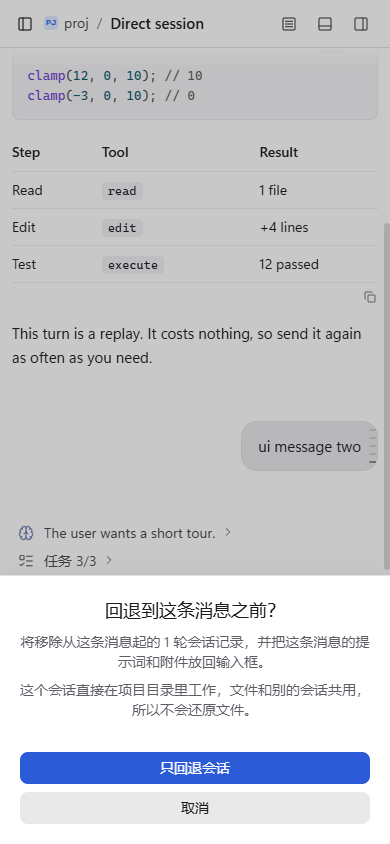 PJ proj / Direct session
clamp(12, 0, 10); // 10
clamp(−3, 0, 10); // 0
Step Tool Result
Read read 1 file
Edit edit +4 lines
Test execute 12 passed
This turn is a replay. It costs nothing, so send it again
as often as you need.
ui message two
The user wants a short tour.
任务 3/3
回退到这条消息之前？
将移除从这条消息起的 1 轮会话记录，并把这条消息的提
示词和附件放回输入框。
这个会话直接在项目目录里工作，文件和别的会话共用，
所以不会还原文件。
只回退会话
取消